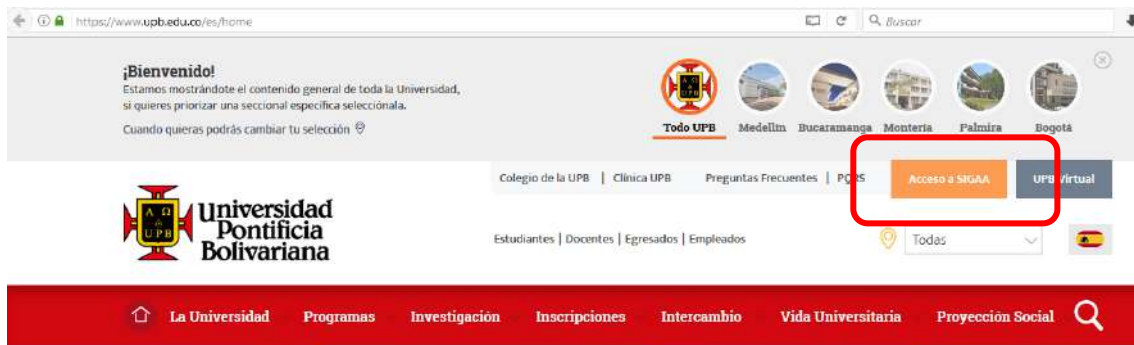 https://www.upb.edu.co/es/home
Buscar
¡Bienvenido!
Estamos mostrándote el contenido general de toda la Universidad,
si quieres priorizar una seccional específica selecciónala.
Cuando quieras podrás cambiar tu selección
Todo UPB Medellín Bucaramanga Montería Palmira Bogotá
Colegio de la UPB | Clínica UPB Preguntas Frecuentes | PQRS Acceso a SIGAA UPB Virtual
Α Ω
UPB
Universidad
Pontificia
Bolivariana
Estudiantes | Docentes | Egresados | Empleados Todas
La Universidad Programas Investigación Inscripciones Intercambio Vida Universitaria Proyección Social